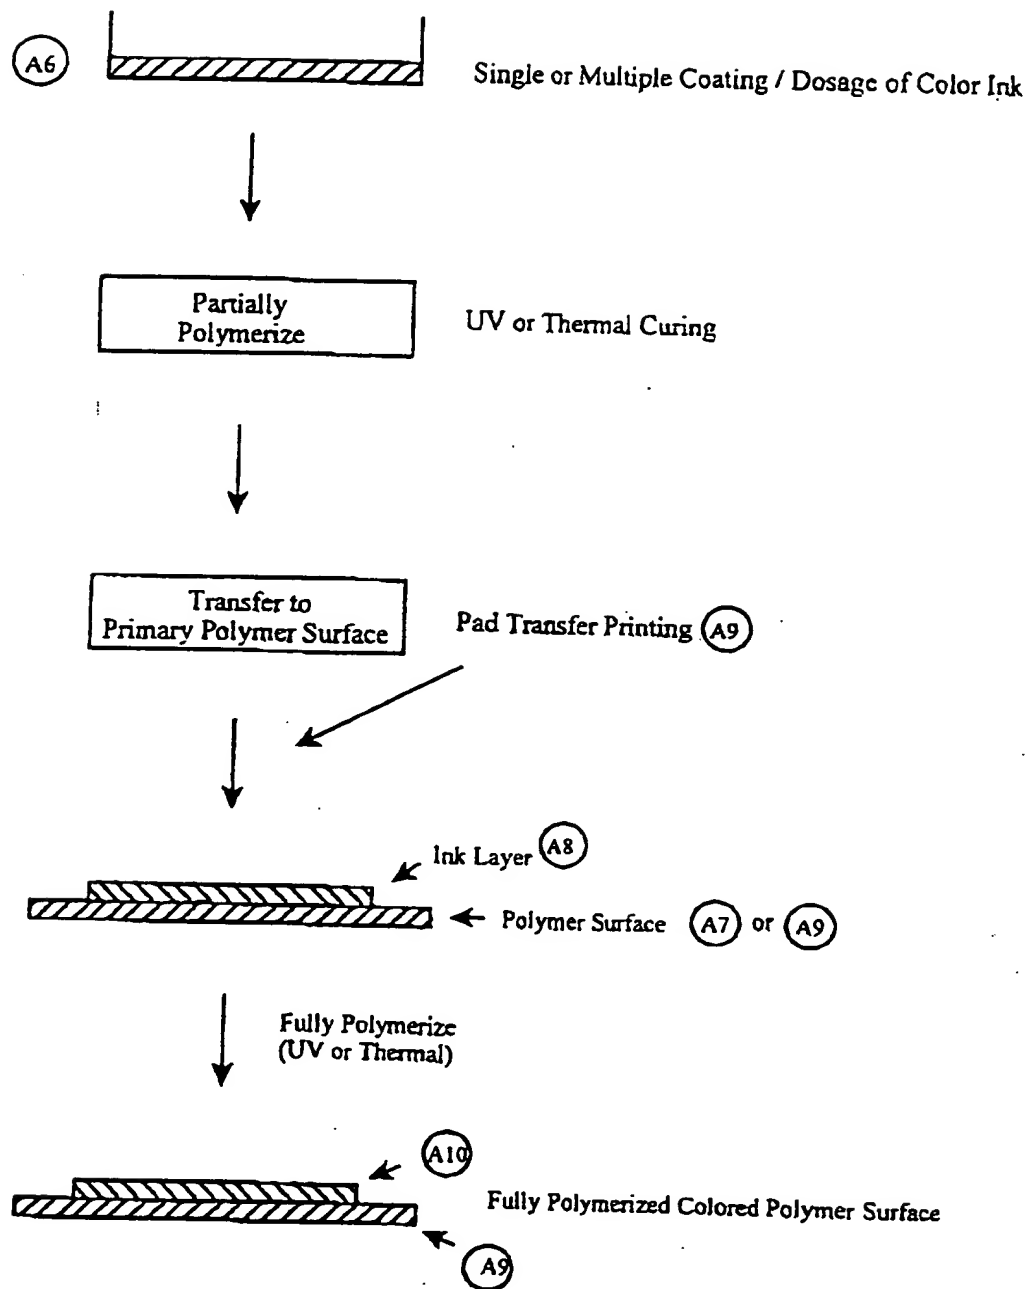 A6
Single or Multiple Coating / Dosage of Color Ink
Partially
Polymerize
UV or Thermal Curing
Transfer to
Primary Polymer Surface
Pad Transfer Printing A9
Ink Layer A8
Polymer Surface A7 or A9
Fully Polymerize
(UV or Thermal)
A10
Fully Polymerized Colored Polymer Surface
A9